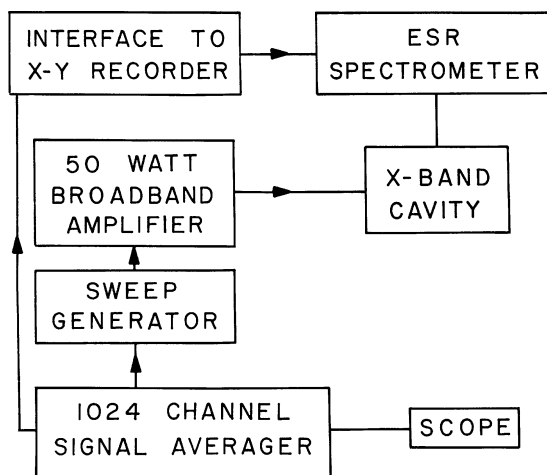 INTERFACE TO
X-Y RECORDER
ESR
SPECTROMETER
50 WATT
BROADBAND
AMPLIFIER
X-BAND
CAVITY
SWEEP
GENERATOR
1024 CHANNEL
SIGNAL AVERAGER
SCOPE